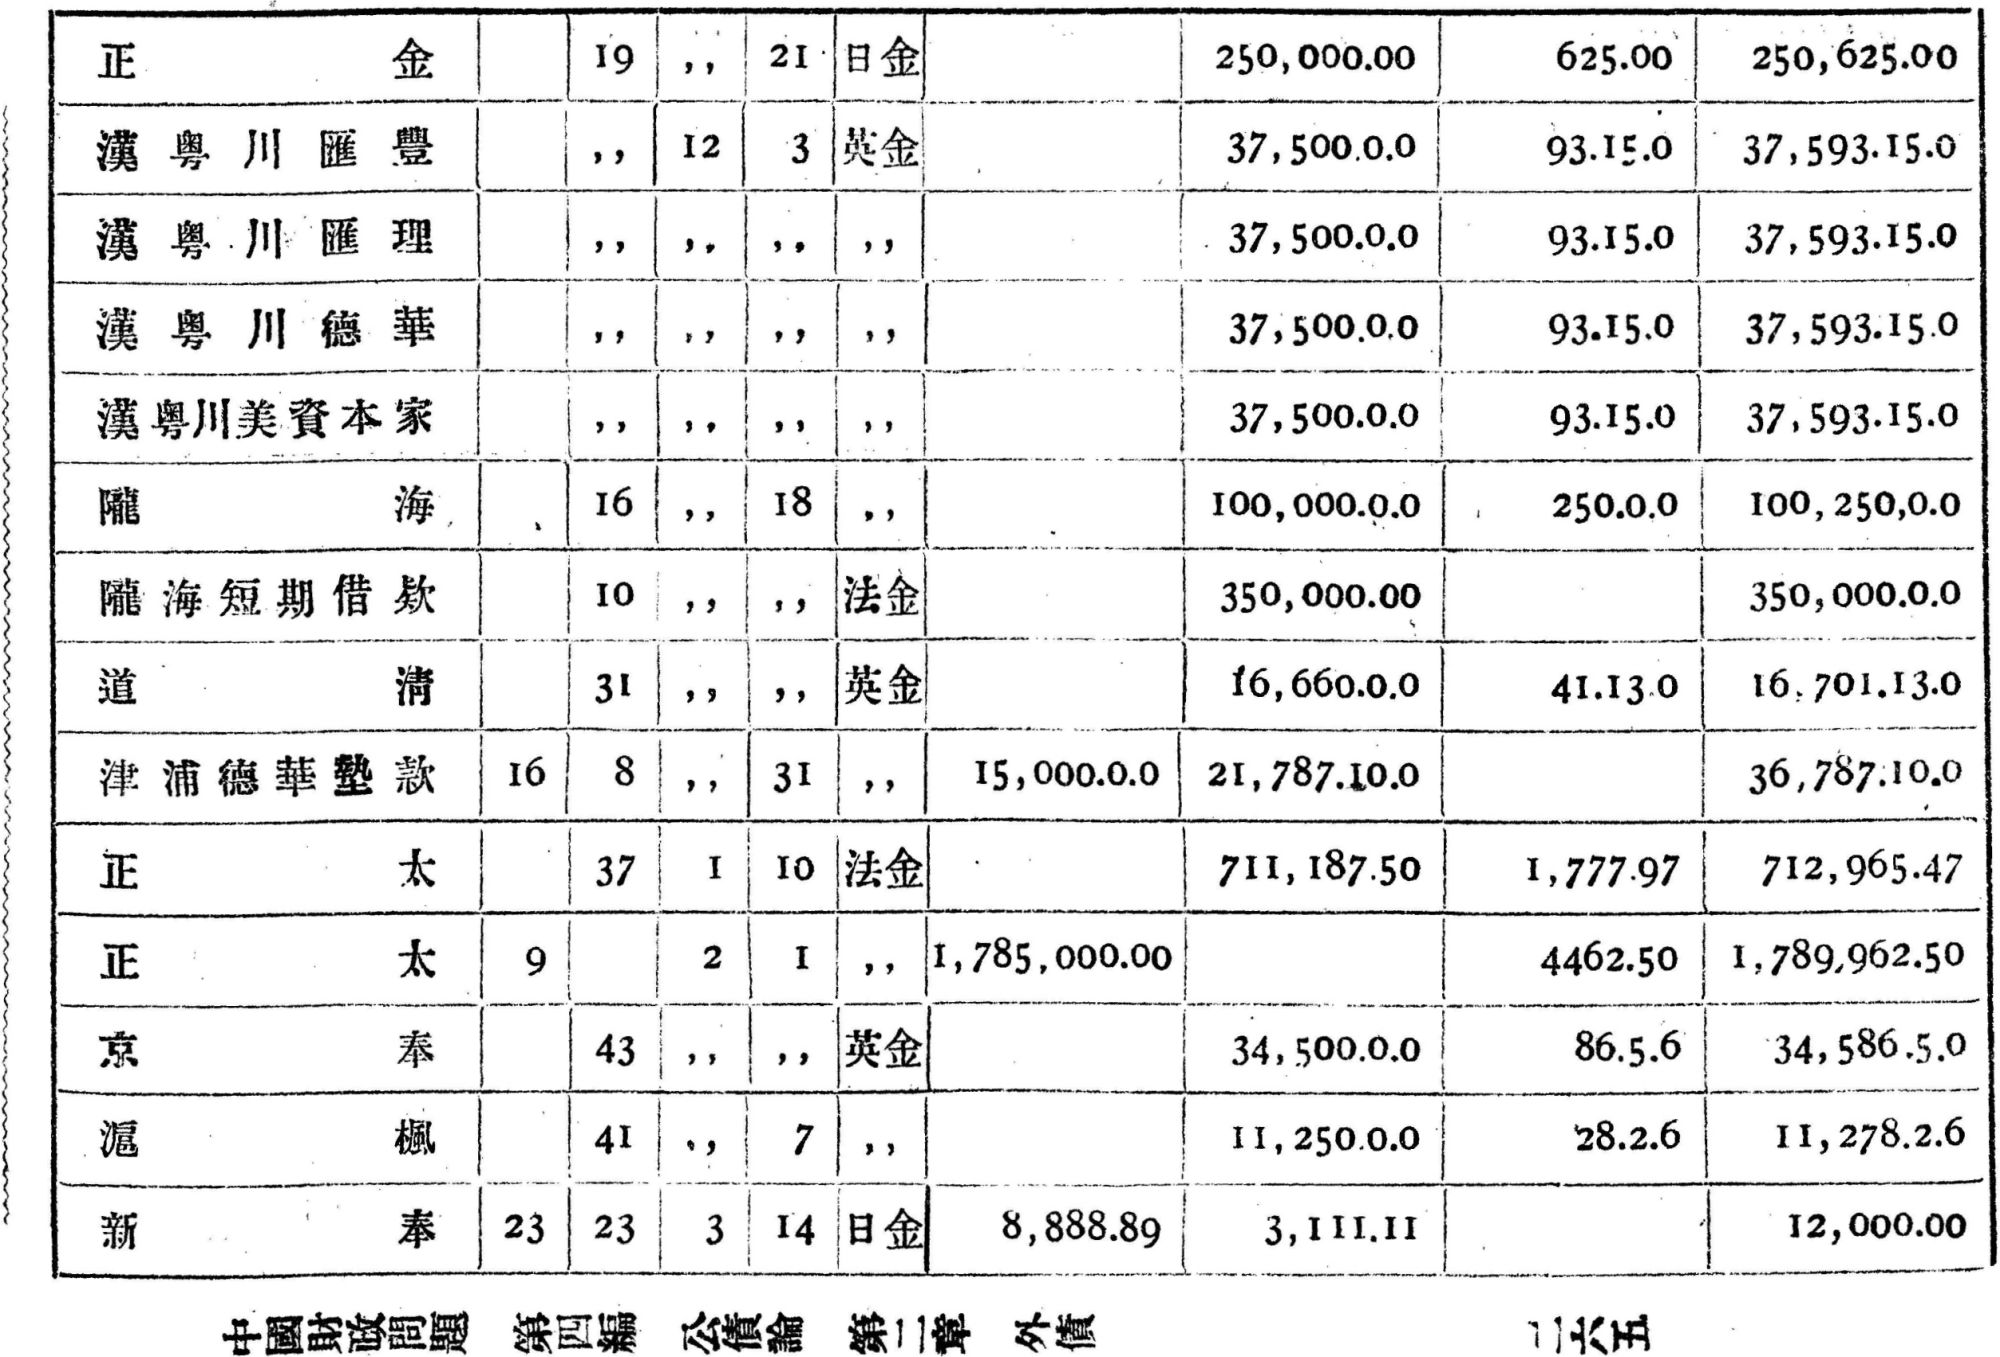 正金 19 ,, 21 日金 250,000.00 625.00 250,625.00
漢粵川匯豐 ,, 12 3 英金 37,500.0.0 93.15.0 37,593.15.0
漢粵川匯理 ,, ,, ,, ,, 37,500.0.0 93.15.0 37,593.15.0
漢粵川德華 ,, ,, ,, ,, 37,500.0.0 93.15.0 37,593.15.0
漢粵川美資本家 ,, ,, ,, ,, 37,500.0.0 93.15.0 37,593.15.0
隴海 16 ,, 18 ,, 100,000.0.0 250.0.0 100,250,0.0
隴海短期借欵 10 ,, ,, 法金 350,000.00 350,000.0.0
道淸 31 ,, ,, 英金 16,660.0.0 41.13.0 16,701.13.0
津浦德華墊款 16 8 ,, 31 ,, 15,000.0.0 21,787.10.0 36,787.10.0
正太 37 1 10 法金 711,187.50 1,777.97 712,965.47
正太 9 2 1 ,, 1,785,000.00 4462.50 1,789,962.50
京奉 43 ,, ,, 英金 34,500.0.0 86.5.6 34,586.5.0
滬楓 41 ,, 7 ,, 11,250.0.0 28.2.6 11,278.2.6
新奉 23 23 3 14 日金 8,888.89 3,111.11 12,000.00
中國財政問題 第四編 公債論 第二章 外債 二六五